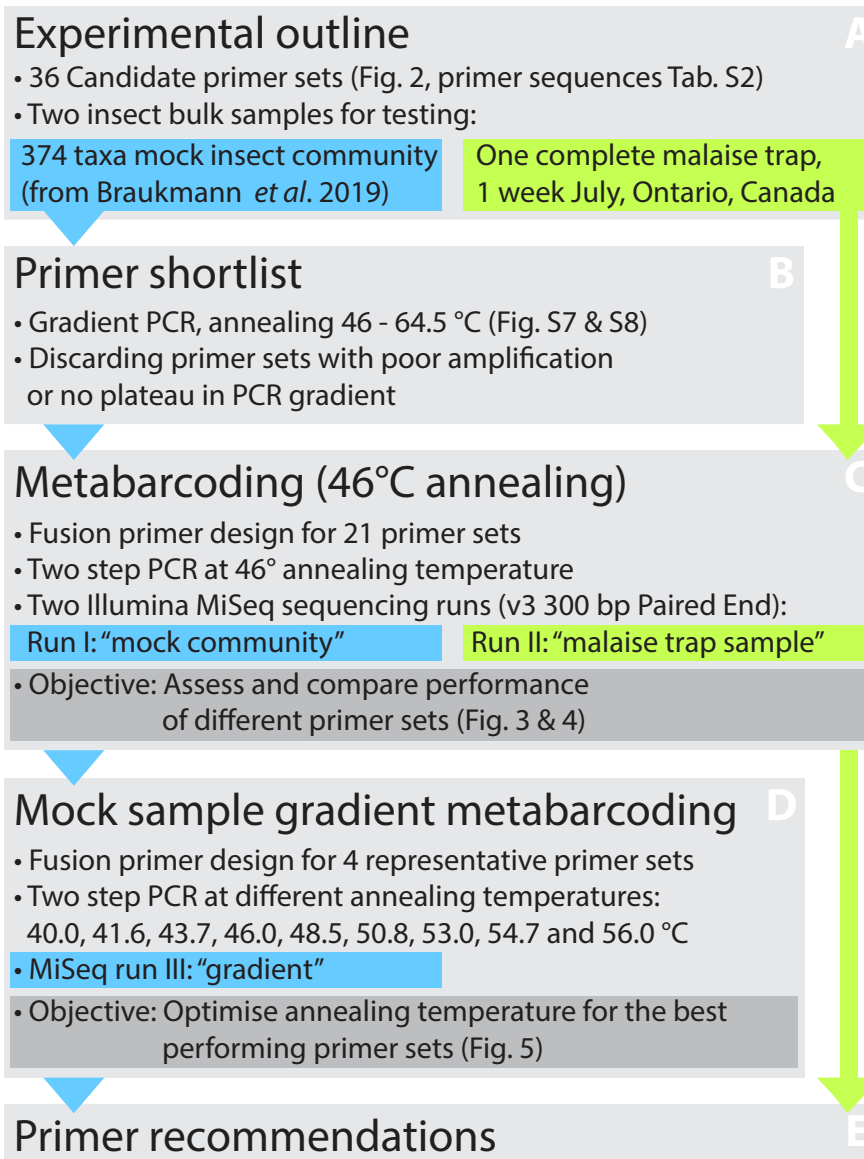 Experimental outline A
• 36 Candidate primer sets (Fig. 2, primer sequences Tab. S2)
• Two insect bulk samples for testing:
374 taxa mock insect community
(from Braukmann et al. 2019)
One complete malaise trap,
1 week July, Ontario, Canada
Primer shortlist B
• Gradient PCR, annealing 46 - 64.5 °C (Fig. S7 & S8)
• Discarding primer sets with poor amplification
or no plateau in PCR gradient
Metabarcoding (46°C annealing) C
• Fusion primer design for 21 primer sets
• Two step PCR at 46° annealing temperature
• Two Illumina MiSeq sequencing runs (v3 300 bp Paired End):
Run I: “mock community”
Run II: “malaise trap sample”
• Objective: Assess and compare performance
of different primer sets (Fig. 3 & 4)
Mock sample gradient metabarcoding D
• Fusion primer design for 4 representative primer sets
• Two step PCR at different annealing temperatures:
40.0, 41.6, 43.7, 46.0, 48.5, 50.8, 53.0, 54.7 and 56.0 °C
• MiSeq run III: “gradient”
• Objective: Optimise annealing temperature for the best
performing primer sets (Fig. 5)
Primer recommendations E